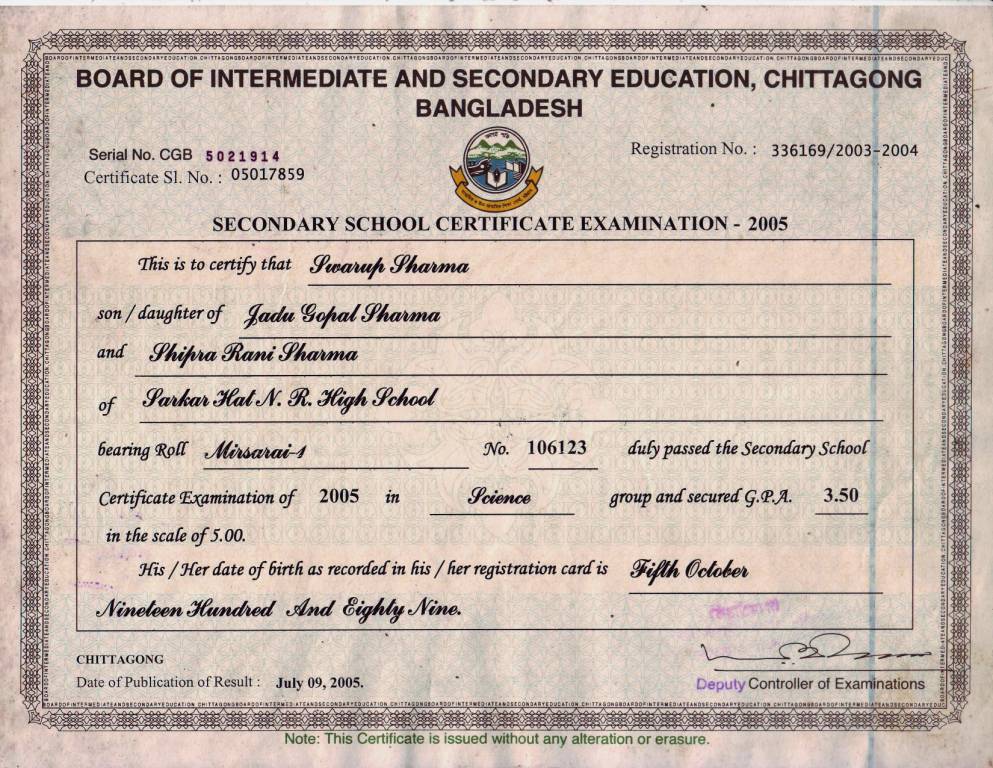 BOARD OF INTERMEDIATE AND SECONDARY EDUCATION, CHITTAGONG
BANGLADESH
Serial No. CGB 5021914
Registration No. : 336169/2003-2004
Certificate Sl. No. : 05017859
SECONDARY SCHOOL CERTIFICATE EXAMINATION - 2005
This is to certify that Swarup Sharma
son / daughter of Jadu Gopal Sharma
and Shipra Rani Sharma
of Sarkar Hat N. R. High School
bearing Roll Mirsarai-1 No. 106123 duly passed the Secondary School
Certificate Examination of 2005 in Science group and secured G.P.A. 3.50
in the scale of 5.00.
His / Her date of birth as recorded in his / her registration card is Fifth October
Nineteen Hundred And Eighty Nine.
CHITTAGONG
Date of Publication of Result : July 09, 2005.
Deputy Controller of Examinations
Note: This Certificate is issued without any alteration or erasure.